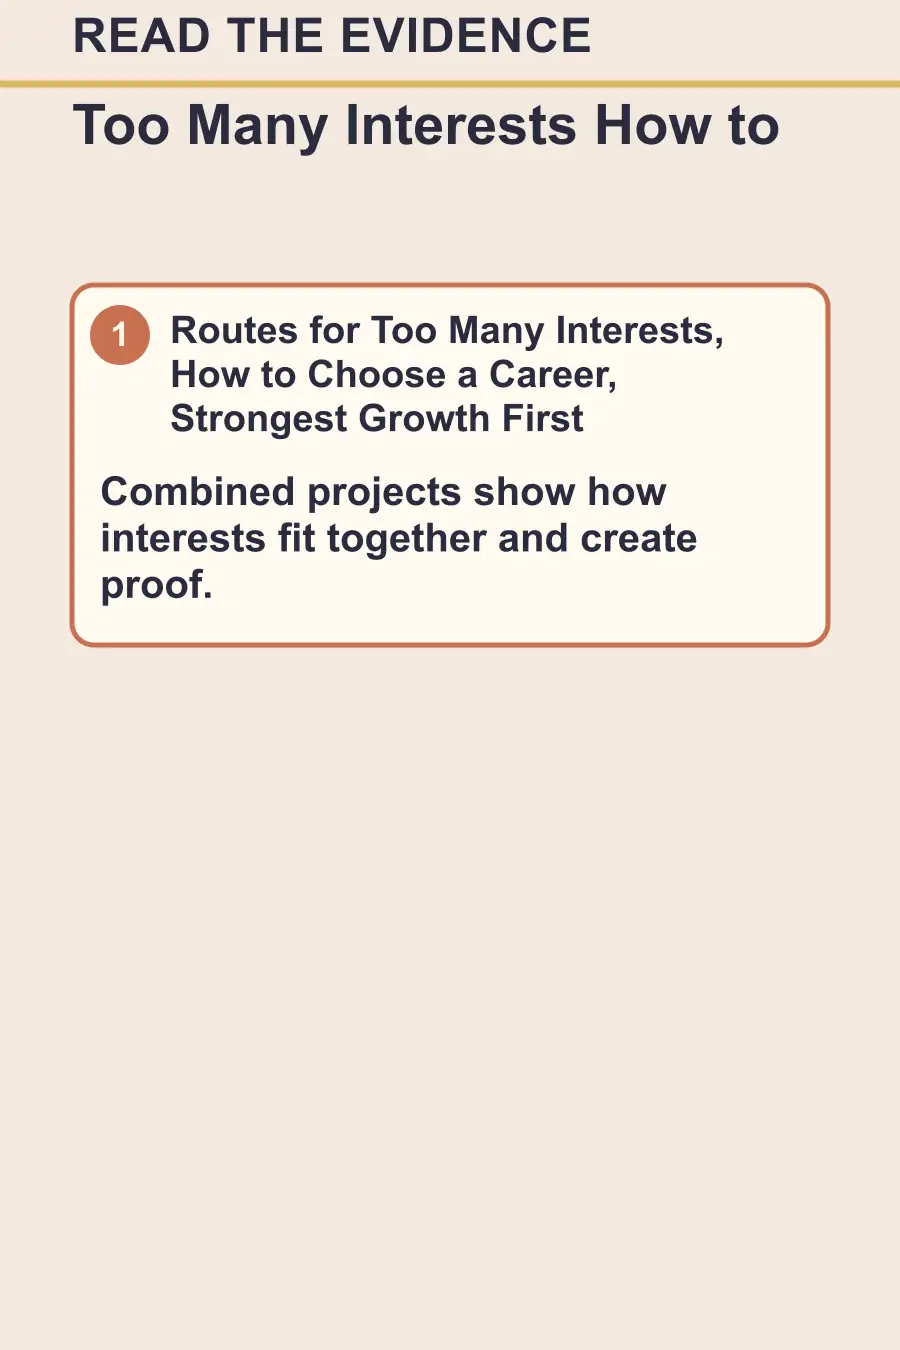 READ THE EVIDENCE
Too Many Interests How to
1
Routes for Too Many Interests,
How to Choose a Career,
Strongest Growth First
Combined projects show how
interests fit together and create
proof.